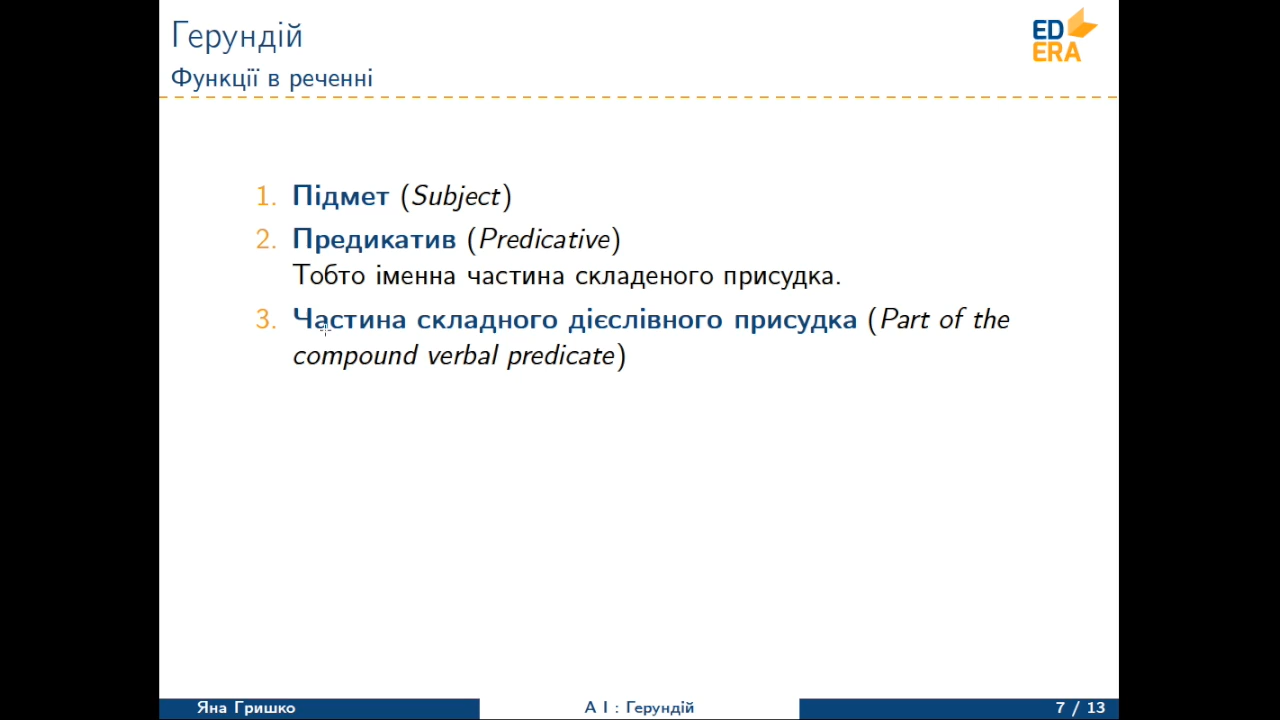 Герундій
Функції в реченні
ED
ERA
1. Підмет (Subject)
2. Предикатив (Predicative)
Тобто іменна частина складеного присудка.
3. Частина складного дієслівного присудка (Part of the
compound verbal predicate)
Яна Гришко
А І : Герундій
7 / 13